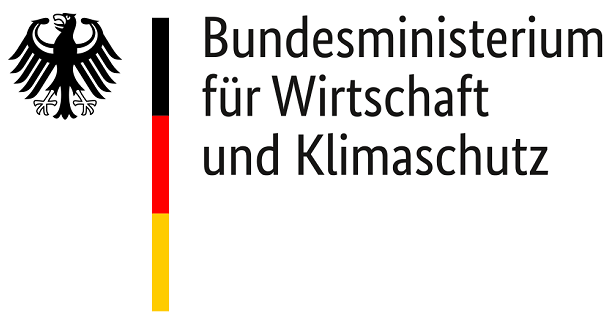 Bundesministerium
für Wirtschaft
und Klimaschutz